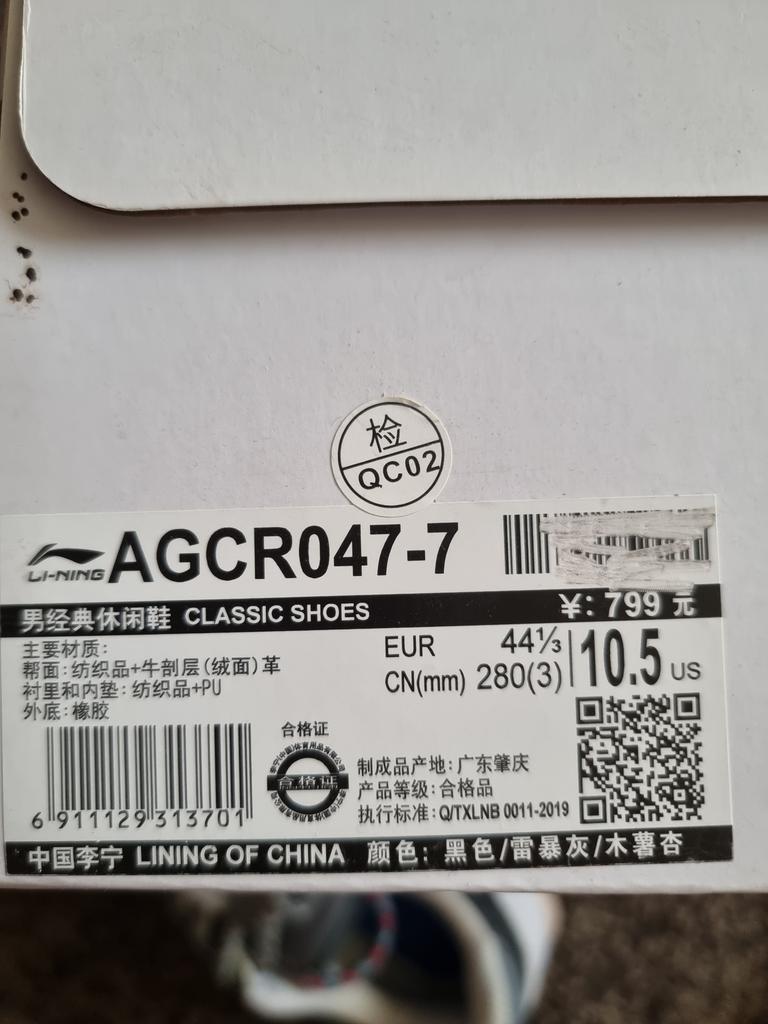 检
QC02
LI-NING AGCR047-7
男经典休闲鞋 CLASSIC SHOES ¥: 799 元
主要材质:
帮面: 纺织品+牛剖层(绒面)革
衬里和内垫: 纺织品+PU
外底: 橡胶
EUR 44⅓
CN(mm) 280(3)
10.5 US
6 911129 313701
合格证
合格证
制成品产地: 广东肇庆
产品等级: 合格品
执行标准: Q/TXLNB 0011-2019
中国李宁 LINING OF CHINA 颜色: 黑色/雷暴灰/木薯杏